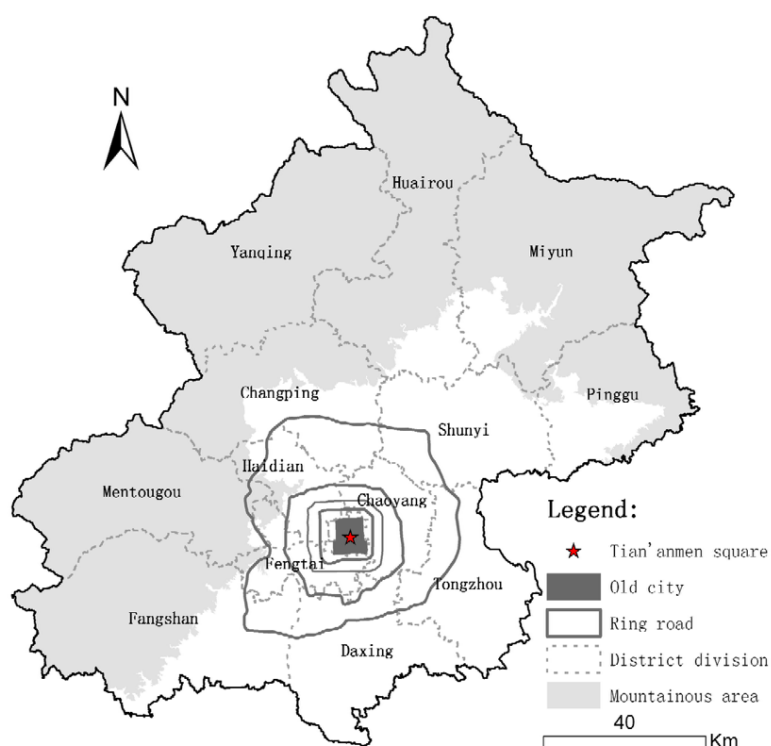 N
Huairou
Yanqing
Miyun
Changping
Pinggu
Shunyi
Haidian
Mentougou
Chaoyang
Legend:
Tian'anmen square
Fengtai
Tongzhou
Old city
Fangshan
Ring road
Daxing
District division
Mountainous area
40
Km